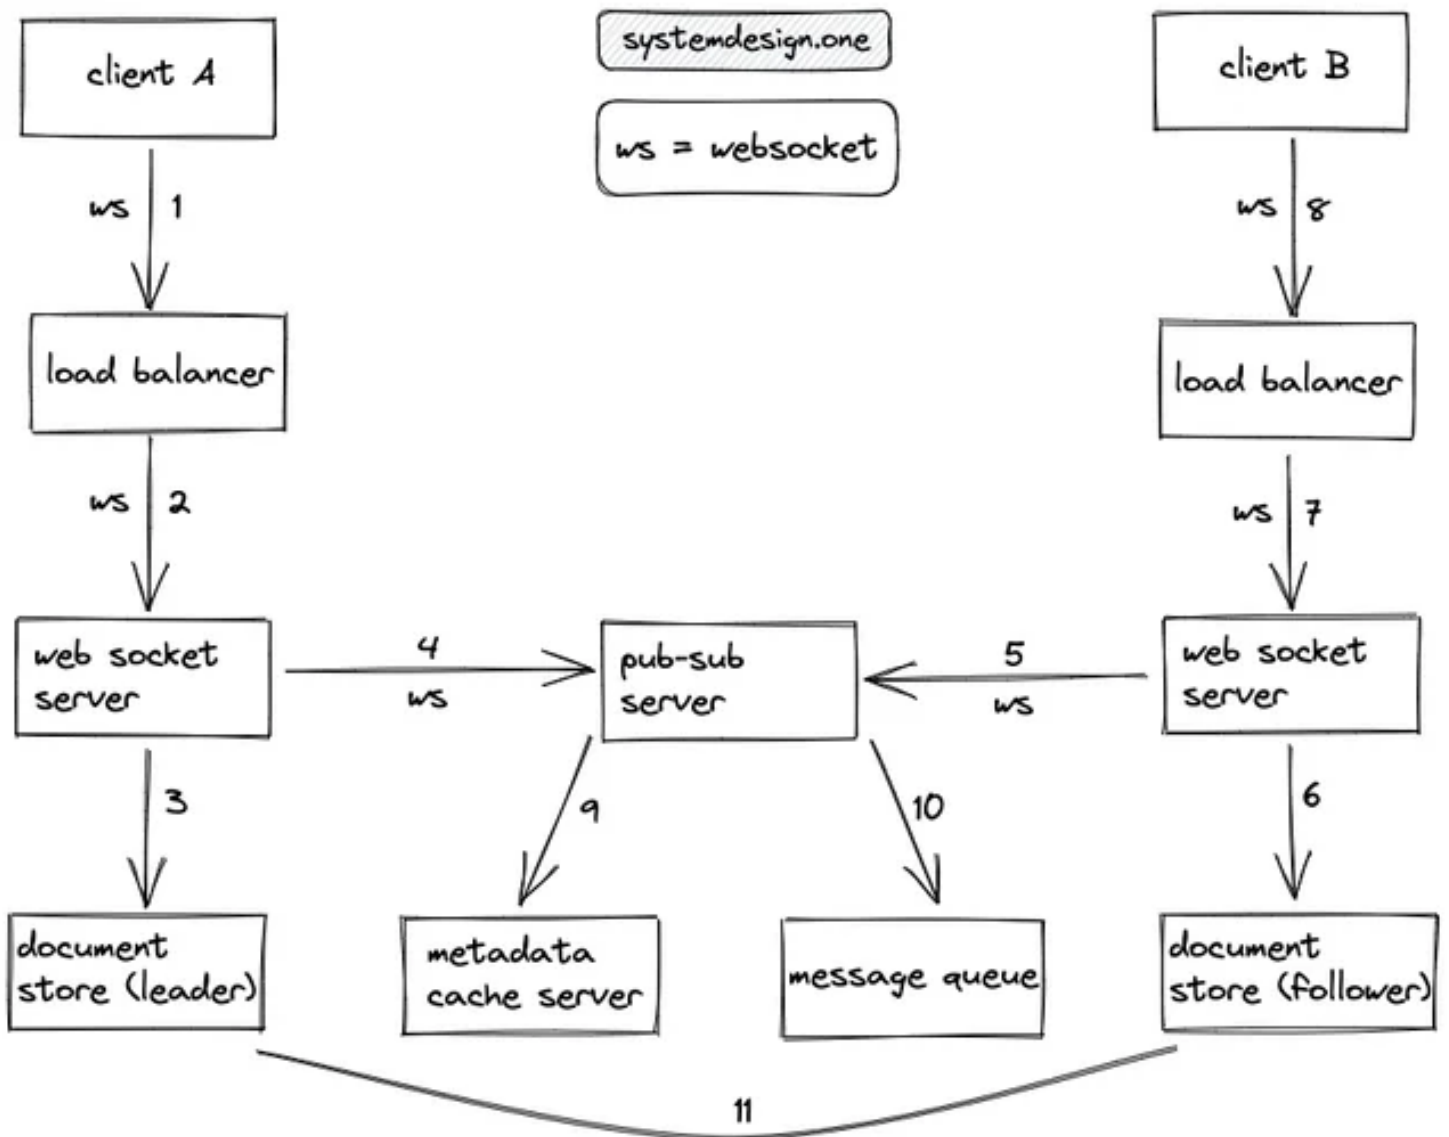 client A
systemdesign.one
client B
ws = websocket
ws 1
ws 8
load balancer
load balancer
ws 2
ws 7
web socket
server
4
ws
pub-sub
server
5
ws
web socket
server
3
9
10
6
document
store (leader)
metadata
cache server
message queue
document
store (follower)
11